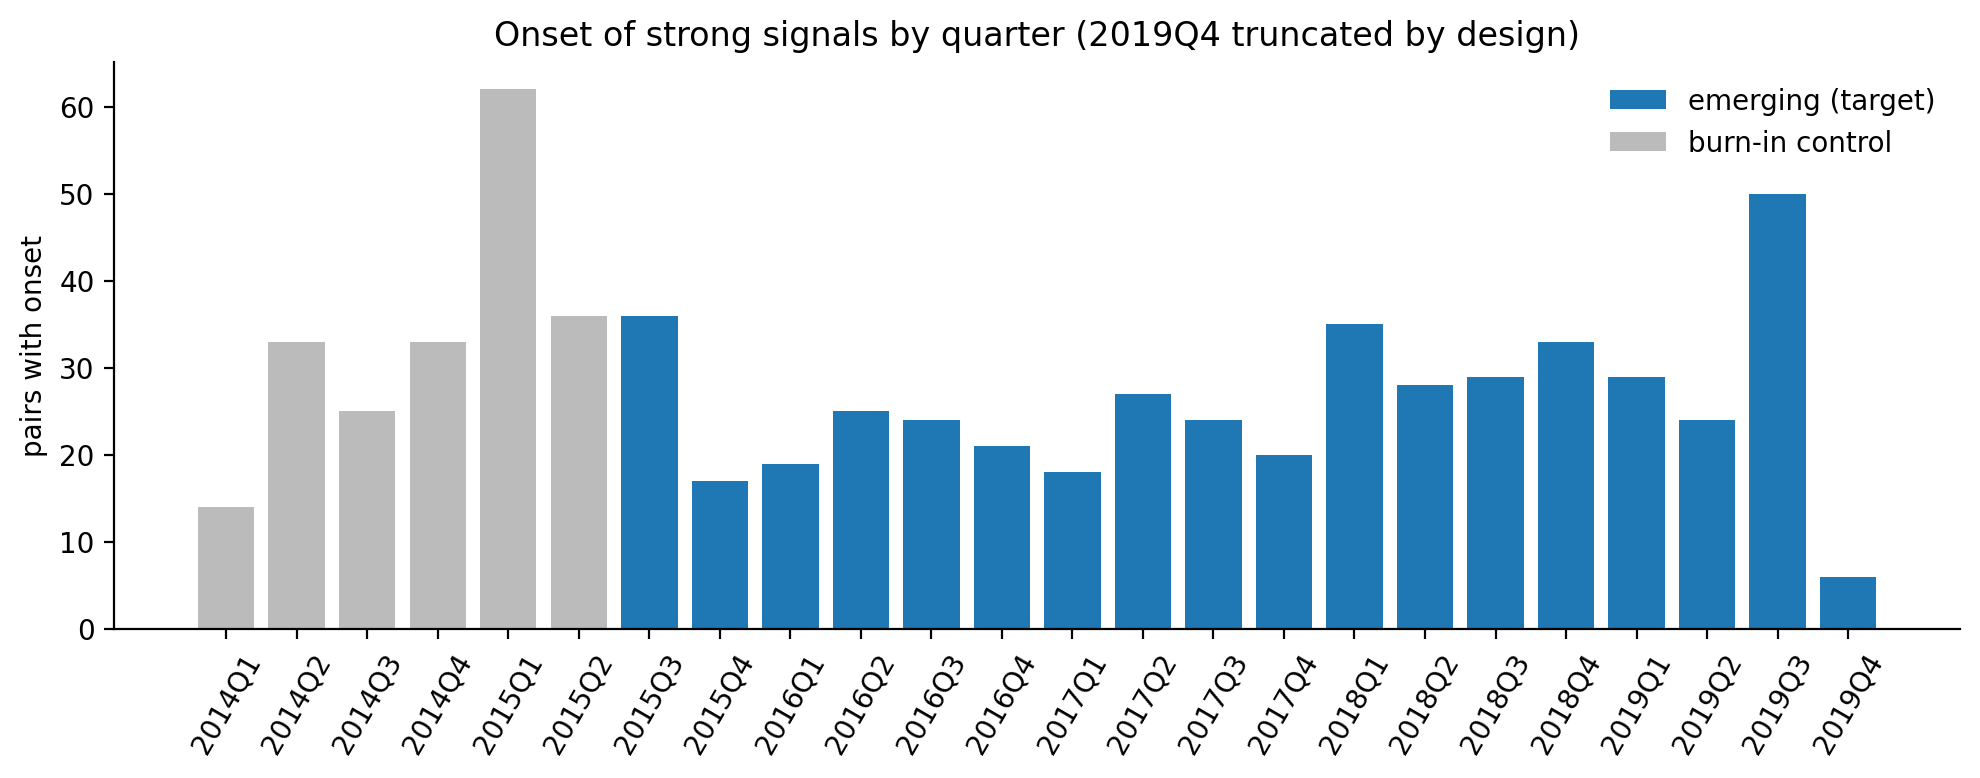 Onset of strong signals by quarter (2019Q4 truncated by design)
emerging (target)
burn-in control
pairs with onset
60
50
40
30
20
10
0
2014Q1
2014Q2
2014Q3
2014Q4
2015Q1
2015Q2
2015Q3
2015Q4
2016Q1
2016Q2
2016Q3
2016Q4
2017Q1
2017Q2
2017Q3
2017Q4
2018Q1
2018Q2
2018Q3
2018Q4
2019Q1
2019Q2
2019Q3
2019Q4